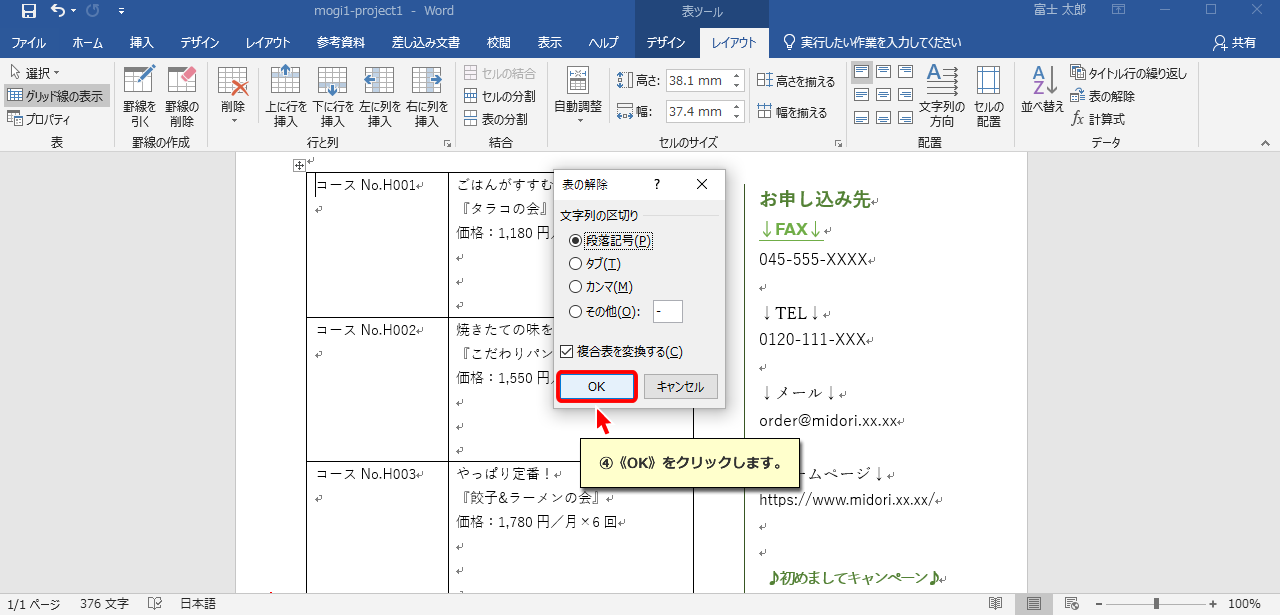 mogi1-project1 - Word
表ツール
富士 太郎
ファイル ホーム 挿入 デザイン レイアウト 参考資料 差し込み文書 校閲 表示 ヘルプ デザイン レイアウト 実行したい作業を入力してください 共有
選択
グリッド線の表示
プロパティ
表
罫線を引く
罫線の削除
罫線の作成
削除
上に行を挿入
下に行を挿入
左に列を挿入
右に列を挿入
行と列
セルの結合
セルの分割
表の分割
結合
自動調整
高さ: 38.1 mm
幅: 37.4 mm
高さを揃える
幅を揃える
セルのサイズ
文字列の方向
セルの配置
配置
並べ替え
タイトル行の繰り返し
表の解除
計算式
データ
コース No.H001
ごはんがすすむ
『タラコの会』
価格：1,180 円
コース No.H002
焼きたての味を
『こだわりパン
価格：1,550 円
コース No.H003
やっぱり定番！
『餃子&ラーメンの会』
価格：1,780 円／月×6 回
表の解除 ?
文字列の区切り
段落記号(P)
タブ(T)
カンマ(M)
その他(O): -
複合表を変換する(C)
OK キャンセル
④《OK》をクリックします。
お申し込み先
↓FAX↓
045-555-XXXX
↓TEL↓
0120-111-XXX
↓メール↓
order@midori.xx.xx
ームページ↓
https://www.midori.xx.xx/
♪初めましてキャンペーン♪
1/1 ページ 376 文字 日本語 100%